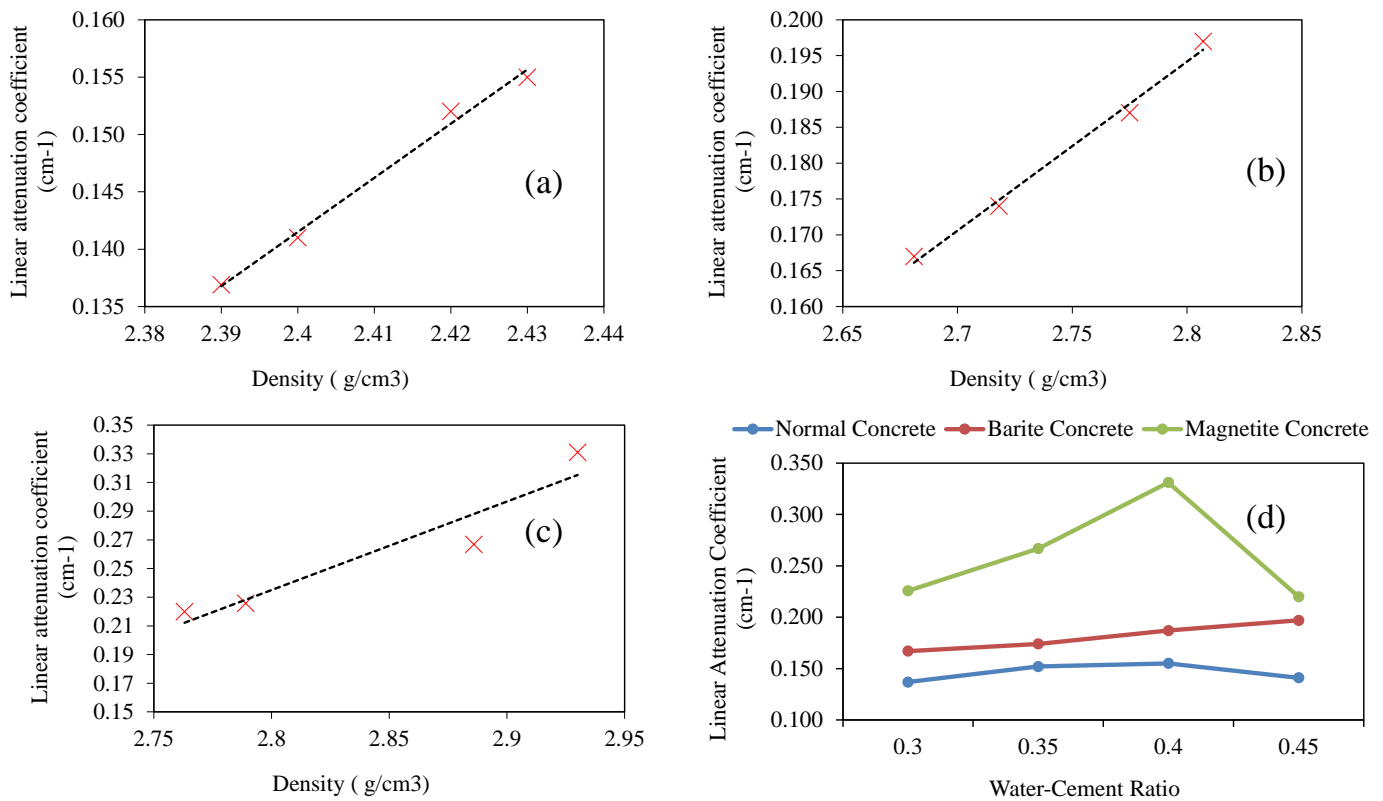 Linear attenuation coefficient
(cm-1)
0.160
0.155
0.150
0.145
0.140
0.135
(a)
2.38
2.39
2.4
2.41
2.42
2.43
2.44
Density ( g/cm3)
Linear attenuation coefficient
(cm-1)
0.200
0.195
0.190
0.185
0.180
0.175
0.170
0.165
0.160
(b)
2.65
2.7
2.75
2.8
2.85
Density ( g/cm3)
Linear attenuation coefficient
(cm-1)
0.35
0.33
0.31
0.29
0.27
0.25
0.23
0.21
0.19
0.17
0.15
(c)
2.75
2.8
2.85
2.9
2.95
Density ( g/cm3)
Normal Concrete
Barite Concrete
Magnetite Concrete
Linear Attenuation Coefficient
(cm-1)
0.350
0.300
0.250
0.200
0.150
0.100
(d)
0.3
0.35
0.4
0.45
Water-Cement Ratio